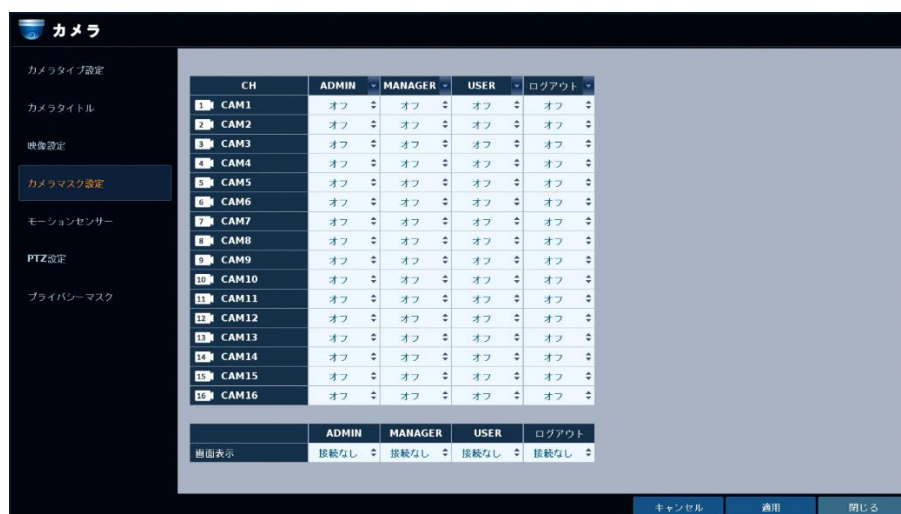 カメラ
カメラタイプ設定
カメラタイトル
映像設定
カメラマスク設定
モーションセンサー
PTZ設定
プライバシーマスク
CH ADMIN MANAGER USER ログアウト
1 CAM1 オフ オフ オフ オフ
2 CAM2 オフ オフ オフ オフ
3 CAM3 オフ オフ オフ オフ
4 CAM4 オフ オフ オフ オフ
5 CAM5 オフ オフ オフ オフ
6 CAM6 オフ オフ オフ オフ
7 CAM7 オフ オフ オフ オフ
8 CAM8 オフ オフ オフ オフ
9 CAM9 オフ オフ オフ オフ
10 CAM10 オフ オフ オフ オフ
11 CAM11 オフ オフ オフ オフ
12 CAM12 オフ オフ オフ オフ
13 CAM13 オフ オフ オフ オフ
14 CAM14 オフ オフ オフ オフ
15 CAM15 オフ オフ オフ オフ
16 CAM16 オフ オフ オフ オフ
ADMIN MANAGER USER ログアウト
画面表示 接続なし 接続なし 接続なし 接続なし
キャンセル 適用 閉じる